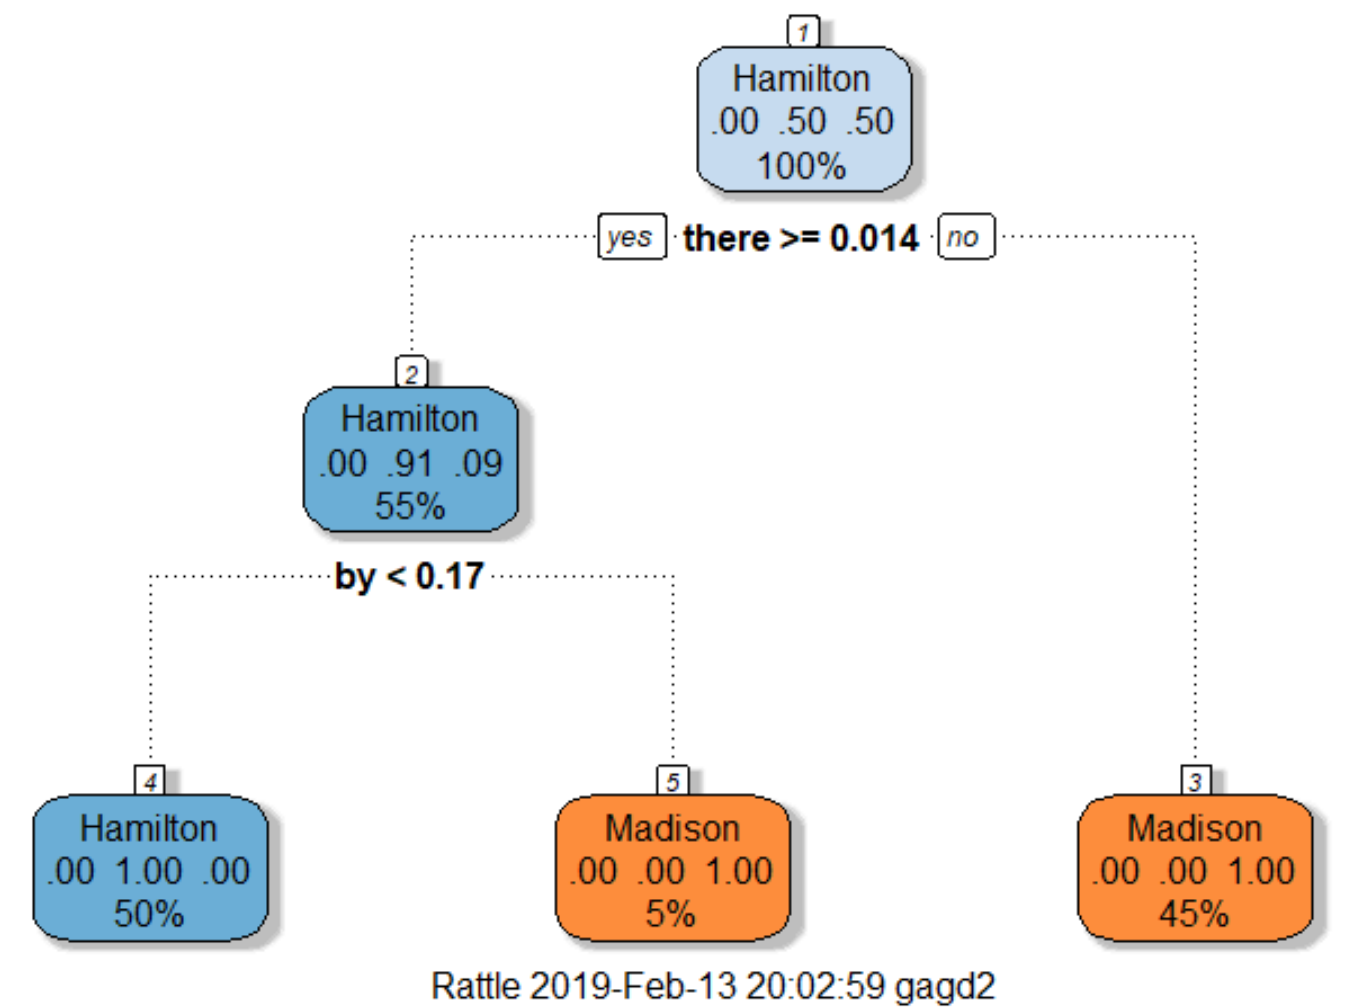 1
Hamilton
.00 .50 .50
100%
yes there >= 0.014 no
2
Hamilton
.00 .91 .09
55%
by < 0.17
4
Hamilton
.00 1.00 .00
50%
5
Madison
.00 .00 1.00
5%
3
Madison
.00 .00 1.00
45%
Rattle 2019-Feb-13 20:02:59 gagd2